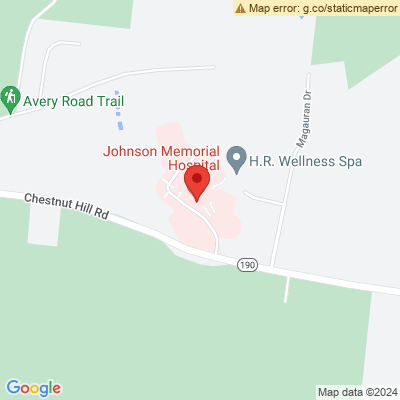 Map error: g.co/staticmaperror
Avery Road Trail
Magauran Dr
Johnson Memorial
Hospital
H.R. Wellness Spa
Chestnut Hill Rd
190
Google
Map data ©2024